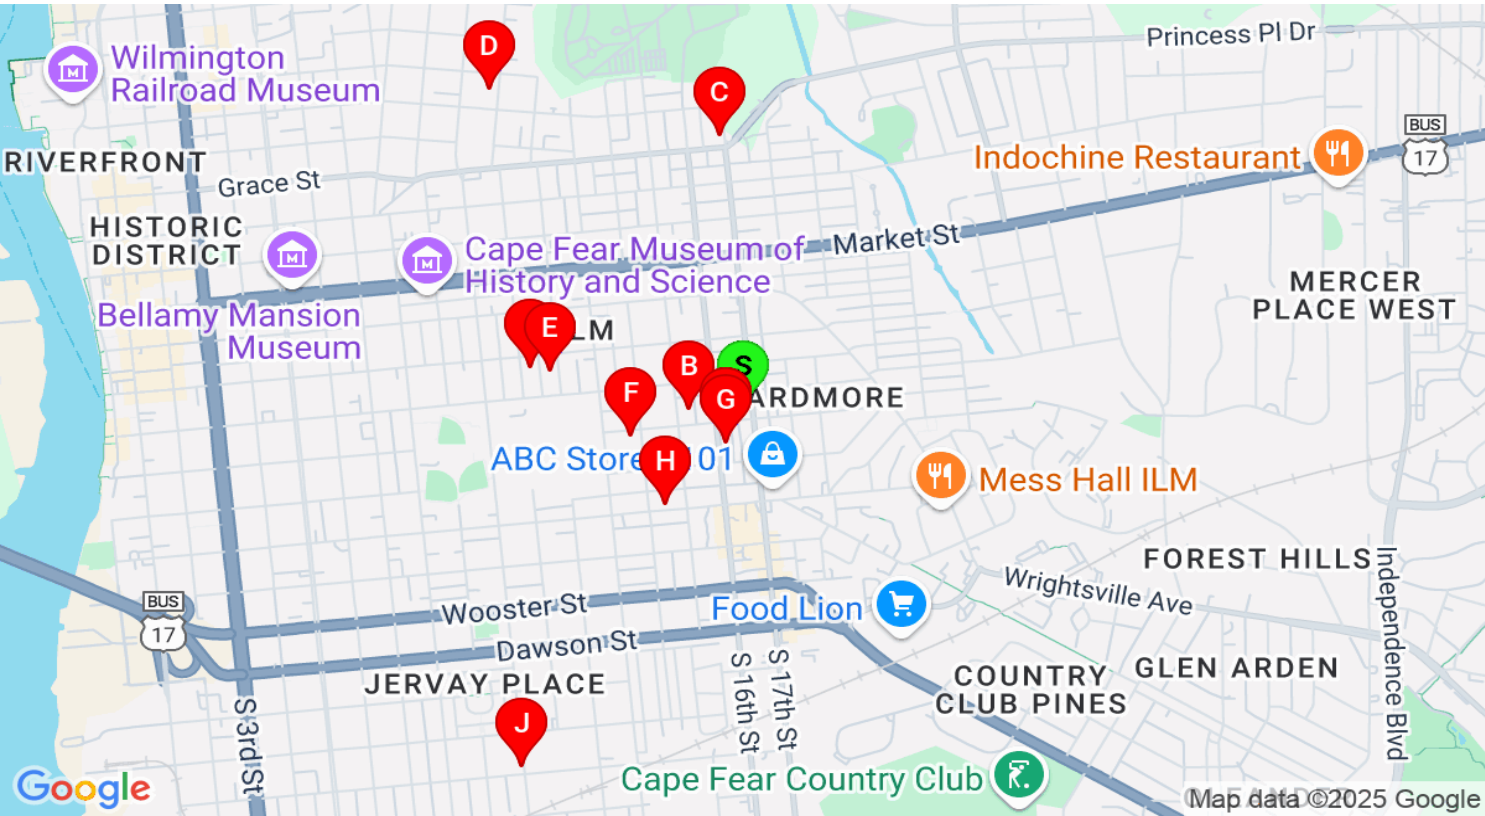 Princess Pl Dr
D
Wilmington
Railroad Museum
C
BUS
17
Indochine Restaurant
RIVERFRONT
Grace St
HISTORIC
DISTRICT
Market St
Cape Fear Museum of
History and Science
MERCER
PLACE WEST
Bellamy Mansion
Museum
E
LM
B
S
F
G
ARDMORE
ABC Store
01
H
Mess Hall ILM
FOREST HILLS
Independence Blvd
Wrightsville Ave
BUS
17
Wooster St
Food Lion
Dawson St
S 16th St
S 17th St
JERVAY PLACE
COUNTRY
CLUB PINES
GLEN ARDEN
S 3rd St
J
Cape Fear Country Club
Google
Map data ©2025 Google